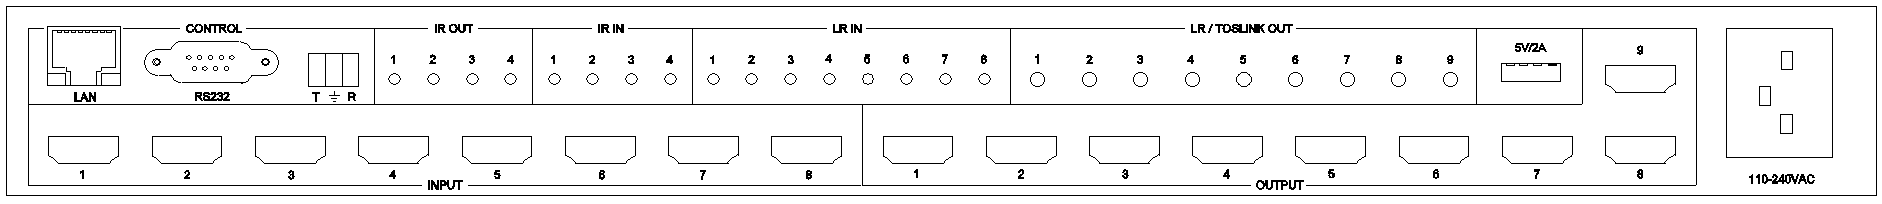 CONTROL IR OUT IR IN LR IN LR / TOSLINK OUT
5V/2A 9
1 2 3 4 1 2 3 4 1 2 3 4 5 6 7 8 1 2 3 4 5 6 7 8 9
LAN RS232 T R
1 2 3 4 5 6 7 8 1 2 3 4 5 6 7 8
INPUT OUTPUT 110-240VAC